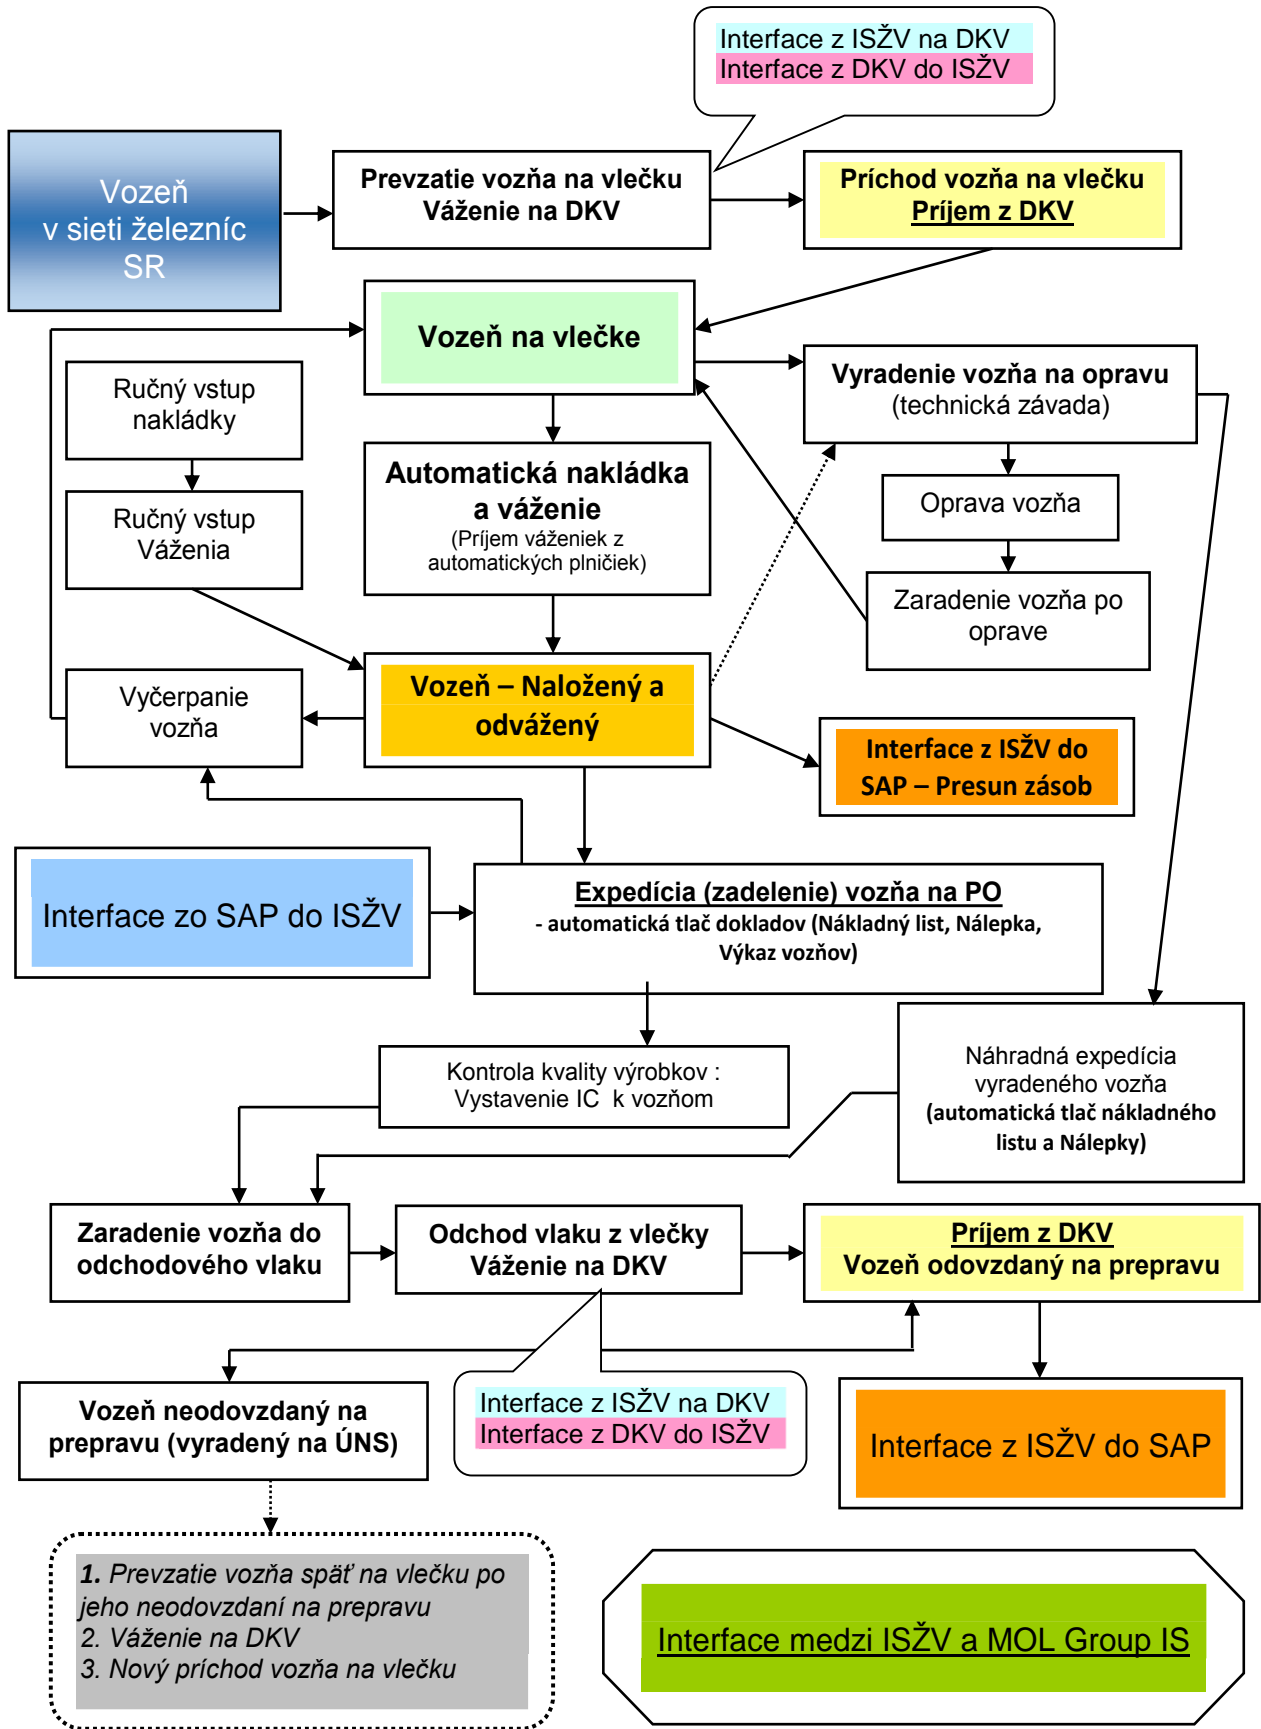 Interface z ISŽV na DKV
Interface z DKV do ISŽV
Vozeň
v sieti železníc
SR
Prevzatie vozňa na vlečku
Váženie na DKV
Príchod vozňa na vlečku
Príjem z DKV
Vozeň na vlečke
Ručný vstup
nakládky
Vyradenie vozňa na opravu
(technická závada)
Automatická nakládka
a váženie
(Príjem váženiek z
automatických plničiek)
Ručný vstup
Váženia
Oprava vozňa
Zaradenie vozňa po
oprave
Vyčerpanie
vozňa
Vozeň – Naložený a
odvážený
Interface z ISŽV do
SAP – Presun zásob
Interface zo SAP do ISŽV
Expedícia (zadelenie) vozňa na PO
- automatická tlač dokladov (Nákladný list, Nálepka,
Výkaz vozňov)
Kontrola kvality výrobkov :
Vystavenie IC k vozňom
Náhradná expedícia
vyradeného vozňa
(automatická tlač nákladného
listu a Nálepky)
Zaradenie vozňa do
odchodového vlaku
Odchod vlaku z vlečky
Váženie na DKV
Príjem z DKV
Vozeň odovzdaný na prepravu
Vozeň neodovzdaný na
prepravu (vyradený na ÚNS)
Interface z ISŽV na DKV
Interface z DKV do ISŽV
Interface z ISŽV do SAP
1. Prevzatie vozňa späť na vlečku po
jeho neodovzdaní na prepravu
2. Váženie na DKV
3. Nový príchod vozňa na vlečku
Interface medzi ISŽV a MOL Group IS